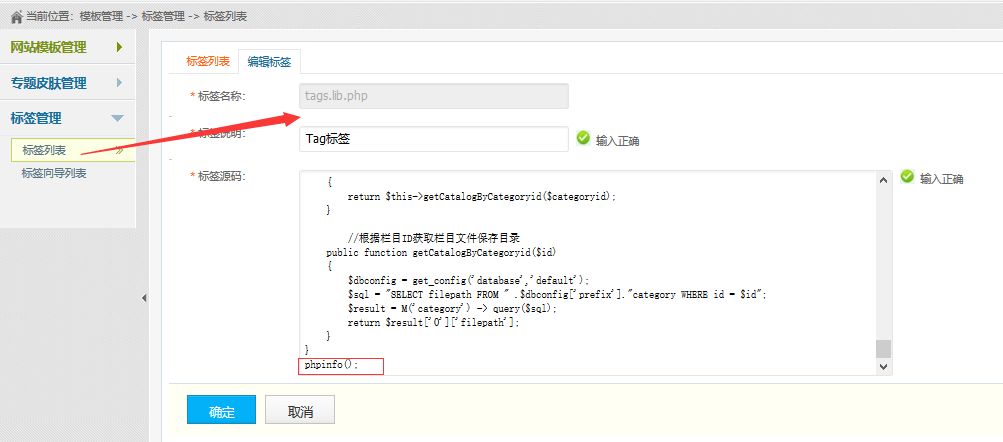 当前位置：模板管理 -> 标签管理 -> 标签列表
网站模板管理
专题皮肤管理
标签管理
标签列表
标签向导列表
标签列表 编辑标签
* 标签名称： tags.lib.php
* 标签说明： Tag标签 输入正确
* 标签源码： 输入正确
{
return $this->getCatalogByCategoryid($categoryid);
}
//根据栏目ID获取栏目文件保存目录
public function getCatalogByCategoryid($id)
{
$dbconfig = get_config('database','default');
$sql = "SELECT filepath FROM " .$dbconfig['prefix']."category WHERE id = $id";
$result = M('category') -> query($sql);
return $result['0']['filepath'];
}
}
phpinfo();
确定 取消